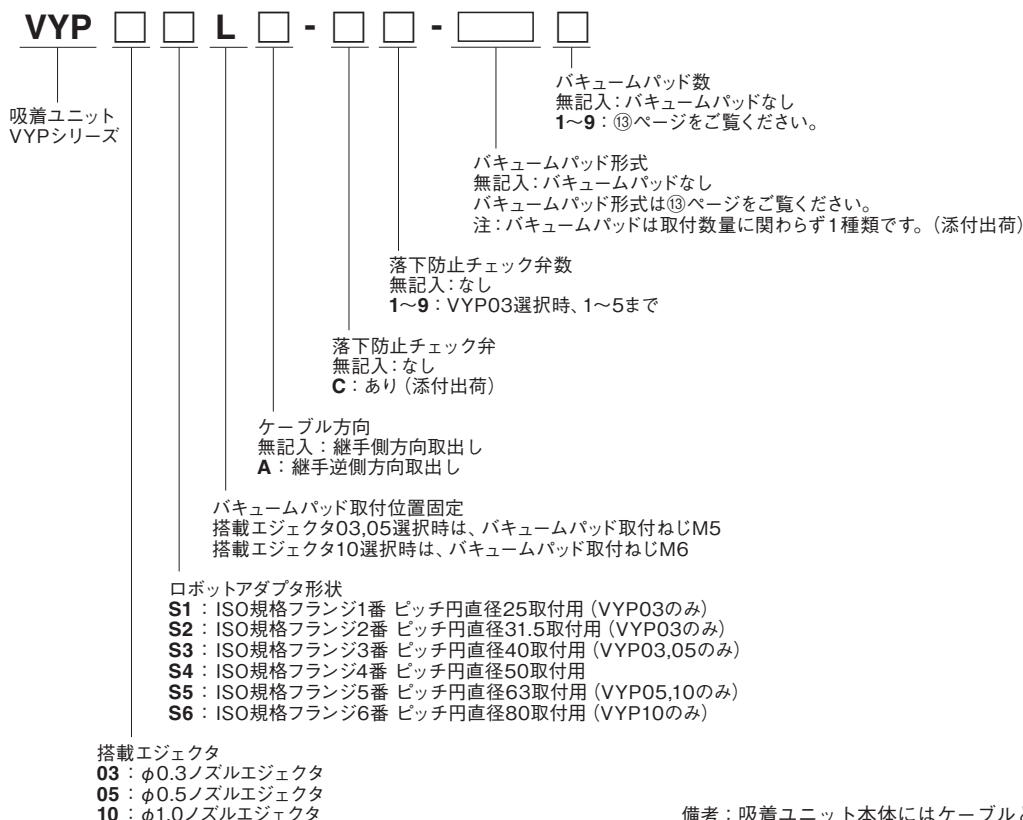 VYP □ □ L □ - □ □ - □ □
バキュームパッド数
無記入：バキュームパッドなし
1～9：⑬ページをご覧ください。
吸着ユニット
VYPシリーズ
バキュームパッド形式
無記入：バキュームパッドなし
バキュームパッド形式は⑬ページをご覧ください。
注：バキュームパッドは取付数量に関わらず1種類です。（添付出荷）
落下防止チェック弁数
無記入：なし
1～9：VYP03選択時、1～5まで
落下防止チェック弁
無記入：なし
C：あり（添付出荷）
ケーブル方向
無記入：継手側方向取出し
A：継手逆側方向取出し
バキュームパッド取付位置固定
搭載エジェクタ03,05選択時は、バキュームパッド取付ねじM5
搭載エジェクタ10選択時は、バキュームパッド取付ねじM6
ロボットアダプタ形状
S1：ISO規格フランジ1番 ピッチ円直径25取付用（VYP03のみ）
S2：ISO規格フランジ2番 ピッチ円直径31.5取付用（VYP03のみ）
S3：ISO規格フランジ3番 ピッチ円直径40取付用（VYP03,05のみ）
S4：ISO規格フランジ4番 ピッチ円直径50取付用
S5：ISO規格フランジ5番 ピッチ円直径63取付用（VYP05,10のみ）
S6：ISO規格フランジ6番 ピッチ円直径80取付用（VYP10のみ）
搭載エジェクタ
03：φ0.3ノズルエジェクタ
05：φ0.5ノズルエジェクタ
10：φ1.0ノズルエジェクタ
備考：吸着ユニット本体にはケーブル